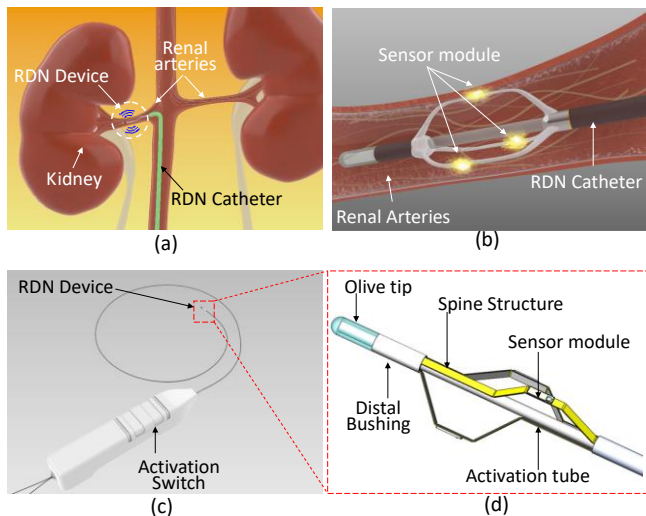 Renal
arteries
RDN Device
Kidney
RDN Catheter
(a)
Sensor module
RDN Catheter
Renal Arteries
(b)
RDN Device
Activation
Switch
(c)
Olive tip
Spine Structure
Sensor module
Distal
Bushing
Activation tube
(d)